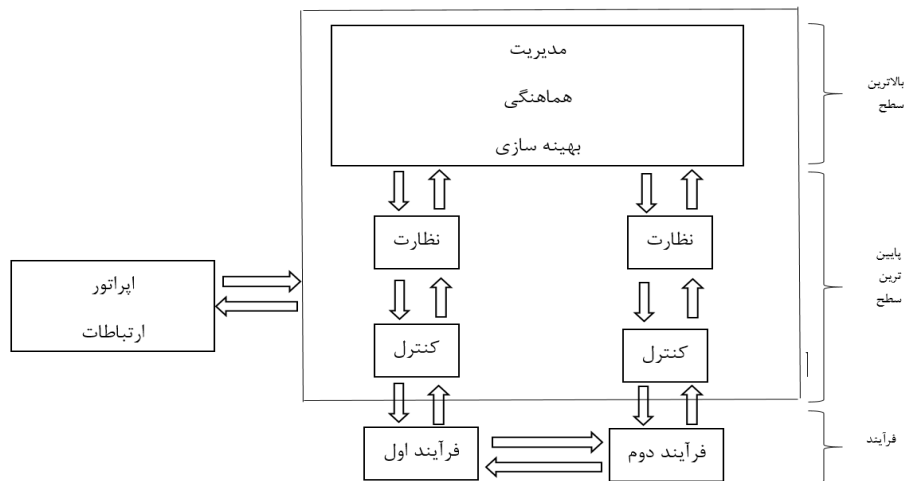 مدیریت
هماهنگی
بهینه سازی
بالاترین
سطح
نظارت
نظارت
پایین
ترین
سطح
اپراتور
ارتباطات
کنترل
کنترل
فرآیند
فرآیند اول
فرآیند دوم